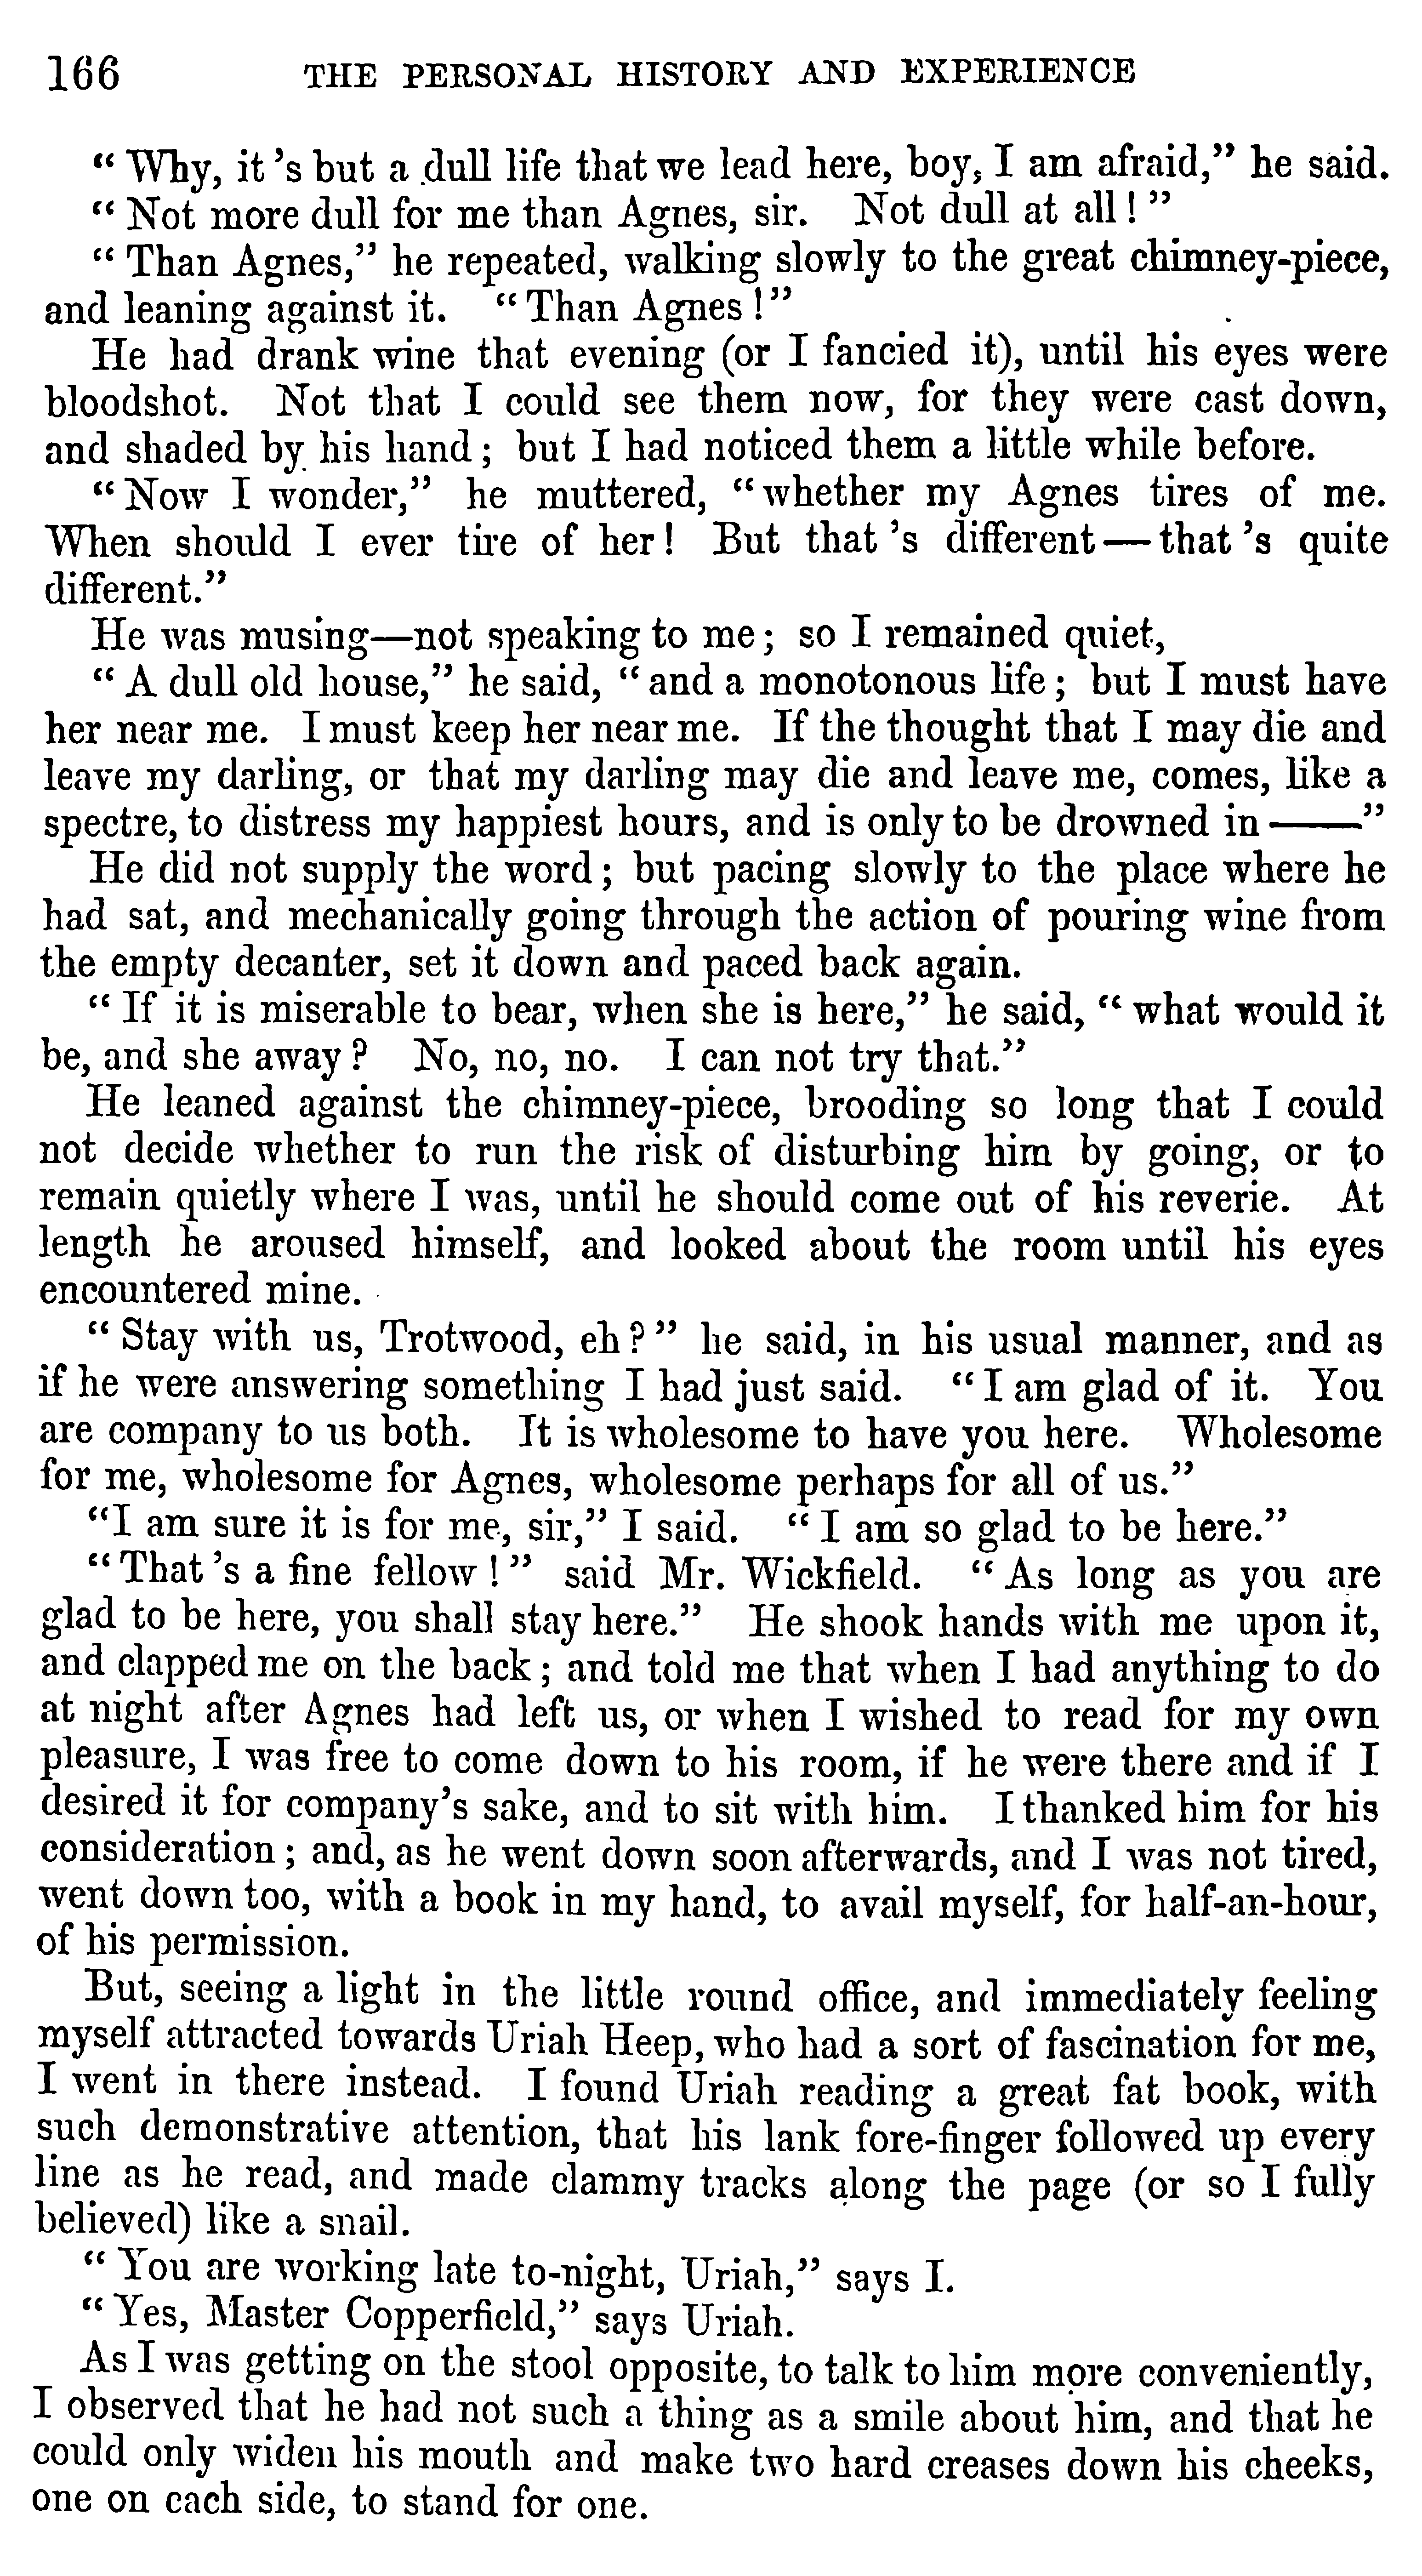 166 THE PERSONAL HISTORY AND EXPERIENCE
“Why, it’s but a dull life that we lead here, boy, I am afraid,” he said.
“Not more dull for me than Agnes, sir. Not dull at all!”
“Than Agnes,” he repeated, walking slowly to the great chimney-piece,
and leaning against it. “Than Agnes!”
He had drank wine that evening (or I fancied it), until his eyes were
bloodshot. Not that I could see them now, for they were cast down,
and shaded by his hand; but I had noticed them a little while before.
“Now I wonder,” he muttered, “whether my Agnes tires of me.
When should I ever tire of her! But that’s different—that’s quite
different.”
He was musing—not speaking to me; so I remained quiet,
“A dull old house,” he said, “and a monotonous life; but I must have
her near me. I must keep her near me. If the thought that I may die and
leave my darling, or that my darling may die and leave me, comes, like a
spectre, to distress my happiest hours, and is only to be drowned in ——”
He did not supply the word; but pacing slowly to the place where he
had sat, and mechanically going through the action of pouring wine from
the empty decanter, set it down and paced back again.
“If it is miserable to bear, when she is here,” he said, “what would it
be, and she away? No, no, no. I can not try that.”
He leaned against the chimney-piece, brooding so long that I could
not decide whether to run the risk of disturbing him by going, or to
remain quietly where I was, until he should come out of his reverie. At
length he aroused himself, and looked about the room until his eyes
encountered mine.
“Stay with us, Trotwood, eh?” he said, in his usual manner, and as
if he were answering something I had just said. “I am glad of it. You
are company to us both. It is wholesome to have you here. Wholesome
for me, wholesome for Agnes, wholesome perhaps for all of us.”
“I am sure it is for me, sir,” I said. “I am so glad to be here.”
“That’s a fine fellow!” said Mr. Wickfield. “As long as you are
glad to be here, you shall stay here.” He shook hands with me upon it,
and clapped me on the back; and told me that when I had anything to do
at night after Agnes had left us, or when I wished to read for my own
pleasure, I was free to come down to his room, if he were there and if I
desired it for company’s sake, and to sit with him. I thanked him for his
consideration; and, as he went down soon afterwards, and I was not tired,
went down too, with a book in my hand, to avail myself, for half-an-hour,
of his permission.
But, seeing a light in the little round office, and immediately feeling
myself attracted towards Uriah Heep, who had a sort of fascination for me,
I went in there instead. I found Uriah reading a great fat book, with
such demonstrative attention, that his lank fore-finger followed up every
line as he read, and made clammy tracks along the page (or so I fully
believed) like a snail.
“You are working late to-night, Uriah,” says I.
“Yes, Master Copperfield,” says Uriah.
As I was getting on the stool opposite, to talk to him more conveniently,
I observed that he had not such a thing as a smile about him, and that he
could only widen his mouth and make two hard creases down his cheeks,
one on each side, to stand for one.